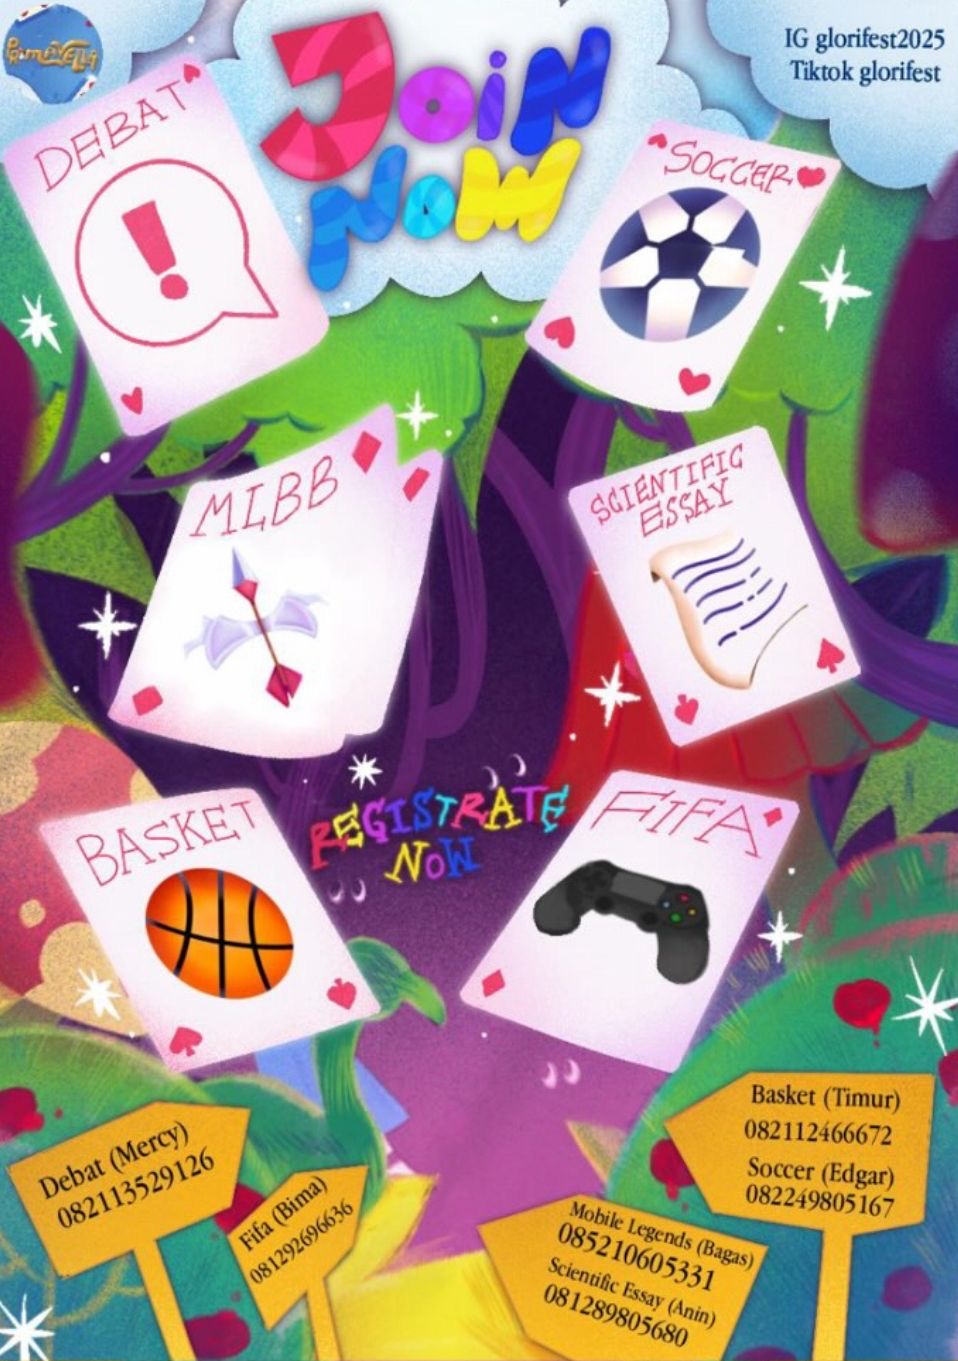 JOIN
NOW
IG glorifest2025
Tiktok glorifest
DEBAT
SOCCER
MLBB
SCIENTIFIC
ESSAY
REGISTRATE
NOW
BASKET
FIFA
Debat (Mercy)
082113529126
Fifa (Bima)
081292696636
Mobile Legends (Bagas)
085210605331
Scientific Essay (Anin)
081289805680
Basket (Timur)
082112466672
Soccer (Edgar)
082249805167